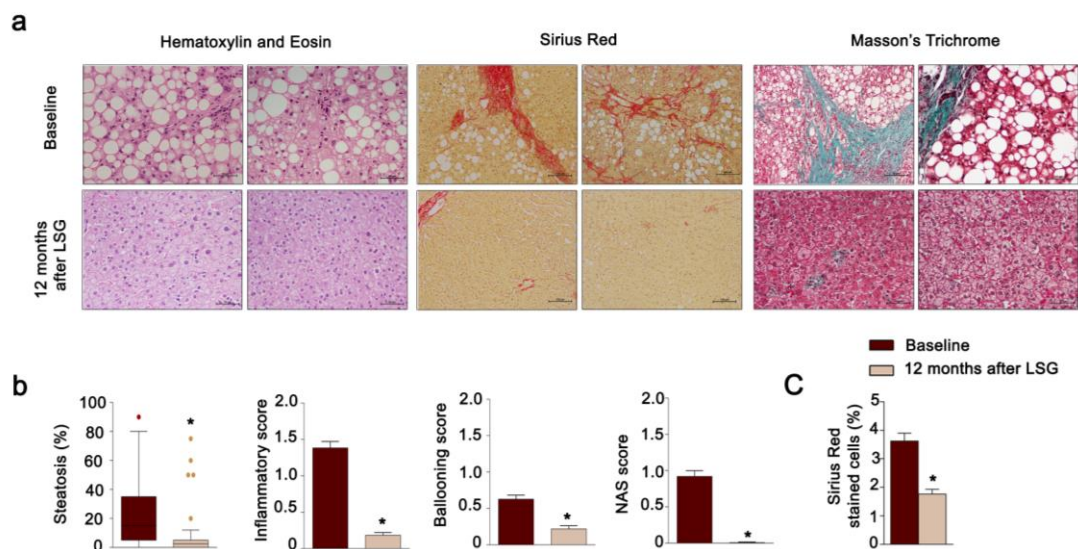 a
Hematoxylin and Eosin
Sirius Red
Masson's Trichrome
Baseline
12 months
after LSG
Baseline
12 months after LSG
b
Steatosis (%)
100
80
60
40
20
0
*
Inflammatory score
2.0
1.5
1.0
0.5
0.0
*
Ballooning score
2.0
1.5
1.0
0.5
0.0
*
NAS score
2.0
1.5
1.0
0.5
0.0
*
C
Sirius Red
stained cells (%)
5
4
3
2
1
0
*